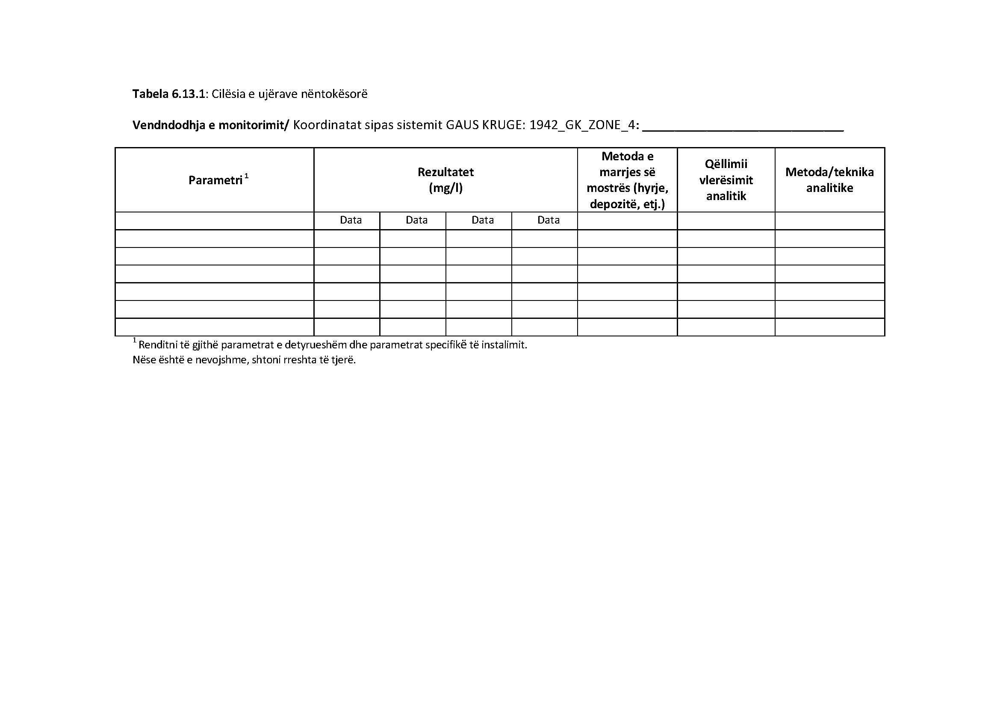 Tabela 6.13.1: Cilësia e ujërave nëntokësorë
Vendndodhja e monitorimit/ Koordinatat sipas sistemit GAUS KRUGE: 1942_GK_ZONE_4: ______________________________
Parametri 1
Rezultatet
(mg/l)
Metoda e
marrjes së
mostrës (hyrje,
depozitë, etj.)
Qëllimii
vlerësimit
analitik
Metoda/teknika
analitike
Data Data Data Data
1 Renditni të gjithë parametrat e detyrueshëm dhe parametrat specifikë të instalimit.
Nëse është e nevojshme, shtoni rreshta të tjerë.